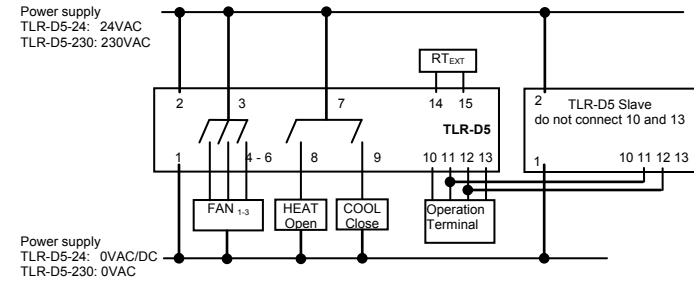 Power supply
TLR-D5-24: 24VAC
TLR-D5-230: 230VAC
RTEXT
2 3 7 14 15
TLR-D5
1 4 - 6 8 9 10 11 12 13
2 TLR-D5 Slave
do not connect 10 and 13
1 10 11 12 13
FAN 1-3
HEAT
Open
COOL
Close
Operation
Terminal
Power supply
TLR-D5-24: 0VAC/DC
TLR-D5-230: 0VAC